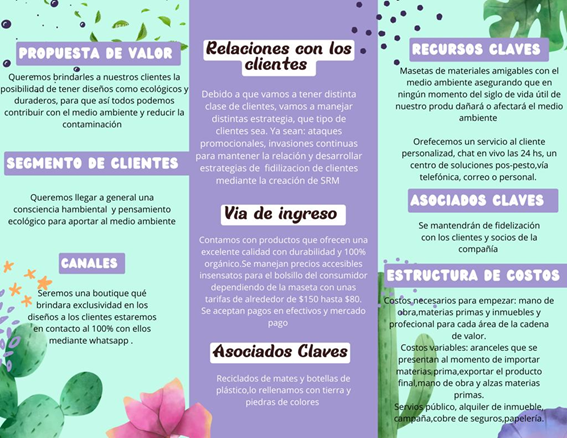 PROPUESTA DE VALOR
Queremos brindarles a nuestros clientes la
posibilidad de tener diseños como ecológicos y
duraderos, para que así todos podemos
contribuir con el medio ambiente y reducir la
contaminación
SEGMENTO DE CLIENTES
Queremos llegar a general una
consciencia hambiental y pensamiento
ecológico para aportar al medio ambiente
CANALES
Seremos una boutique qué
brindara exclusividad en los
diseños a los clientes estaremos
en contacto al 100% con ellos
mediante whatsapp .
Relaciones con los
clientes
Debido a que vamos a tener distinta
clase de clientes, vamos a manejar
distintas estrategia, que tipo de
clientes sea. Ya sean: ataques
promocionales, invasiones continuas
para mantener la relación y desarrollar
estrategias de fidilizacion de clientes
mediante la creación de SRM
Via de ingreso
Contamos con productos que ofrecen una
excelente calidad con durabilidad y 100%
orgánico.Se manejan precios accesibles
insensatos para el bolsillo del consumidor
dependiendo de la maseta con unas
tarifas de alrededor de $150 hasta $80.
Se aceptan pagos en efectivos y mercado
pago
Asociados Claves
Reciclados de mates y botellas de
plástico,lo rellenamos con tierra y
piedras de colores
RECURSOS CLAVES
Masetas de materiales amigables con el
medio ambiente asegurando que en
ningún momento del siglo de vida útil de
nuestro produ dañará o afectará el medio
ambiente
Orefecemos un servicio al cliente
personalizad, chat en vivo las 24 hs, un
centro de soluciones pos-pesto,vía
telefónica, correo o personal.
ASOCIADOS CLAVES
Se mantendrán de fidelización
con los clientes y socios de la
compañía
ESTRUCTURA DE COSTOS
Costos necesarios para empezar: mano de
obra,materias primas y inmuebles y
profecional para cada área de la cadena
de valor.
Costos variables: aranceles que se
presentan al momento de importar
materias prima,exportar el producto
final,mano de obra y alzas materias
primas.
Servios público, alquiler de inmueble,
campaña,cobre de seguros,papelería.